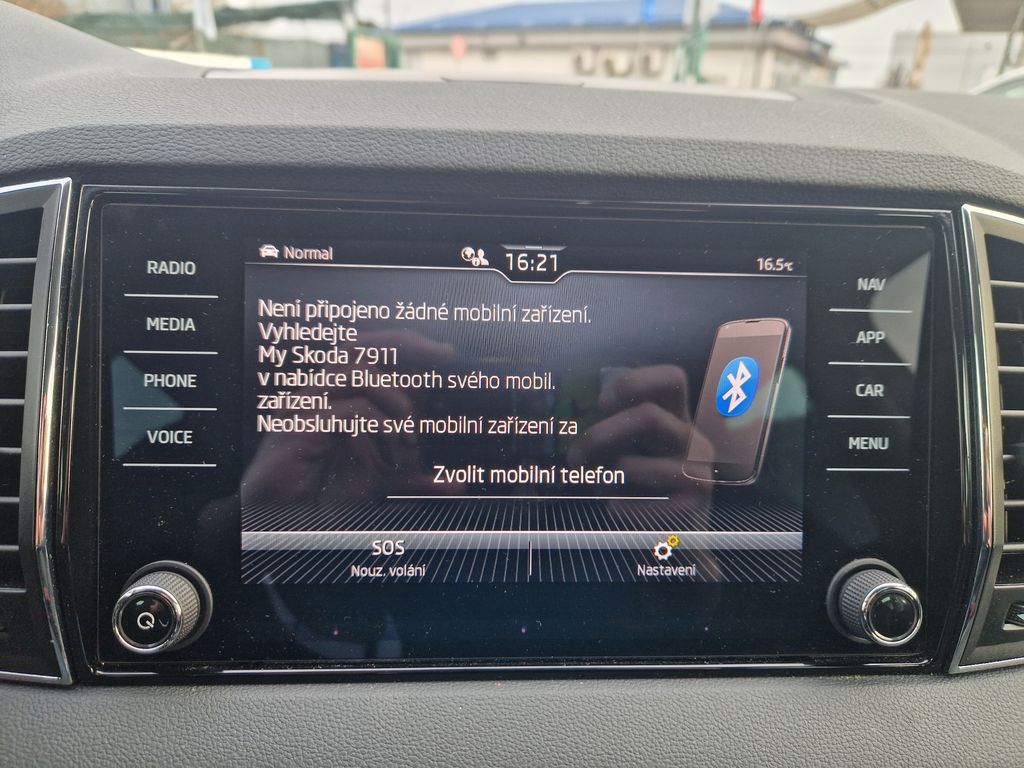 Normal
16:21
16.5°C
RADIO
MEDIA
PHONE
VOICE
Není připojeno žádné mobilní zařízení.
Vyhledejte
My Skoda 7911
v nabídce Bluetooth svého mobil.
zařízení.
Neobsluhujte své mobilní zařízení za
Zvolit mobilní telefon
SOS
Nouz. volání
Nastavení
NAV
APP
CAR
MENU